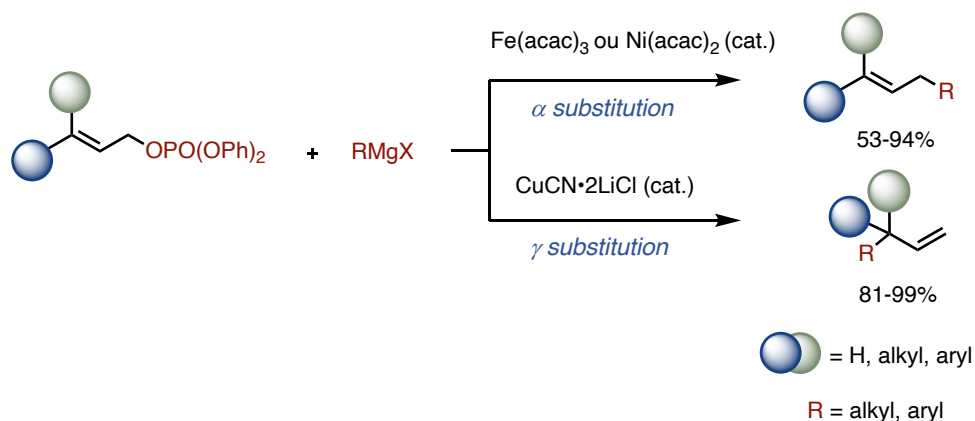 Fe(acac)3 ou Ni(acac)2 (cat.)
α substitution
R
53-94%
OPO(OPh)2
+
RMgX
CuCN•2LiCl (cat.)
γ substitution
R
81-99%
= H, alkyl, aryl
R = alkyl, aryl